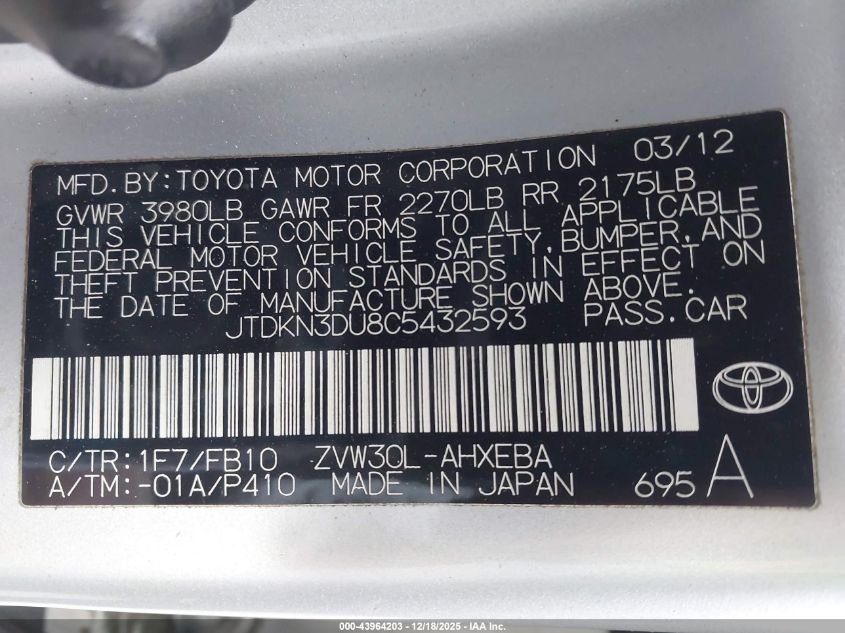 MFD. BY: TOYOTA MOTOR CORPORATION 03/12
GVWR 3980LB GAWR FR 2270LB RR 2175LB
THIS VEHICLE CONFORMS TO ALL APPLICABLE
FEDERAL MOTOR VEHICLE SAFETY, BUMPER, AND
THEFT PREVENTION STANDARDS IN EFFECT ON
THE DATE OF MANUFACTURE SHOWN ABOVE.
JTDKN3DU8C5432593 PASS. CAR
C/TR: 1F7/FB10 ZVW30L-AHXEBA
A/TM:-01A/P410 MADE IN JAPAN 695 A
000-43964203 - 12/18/2025 - IAA Inc.